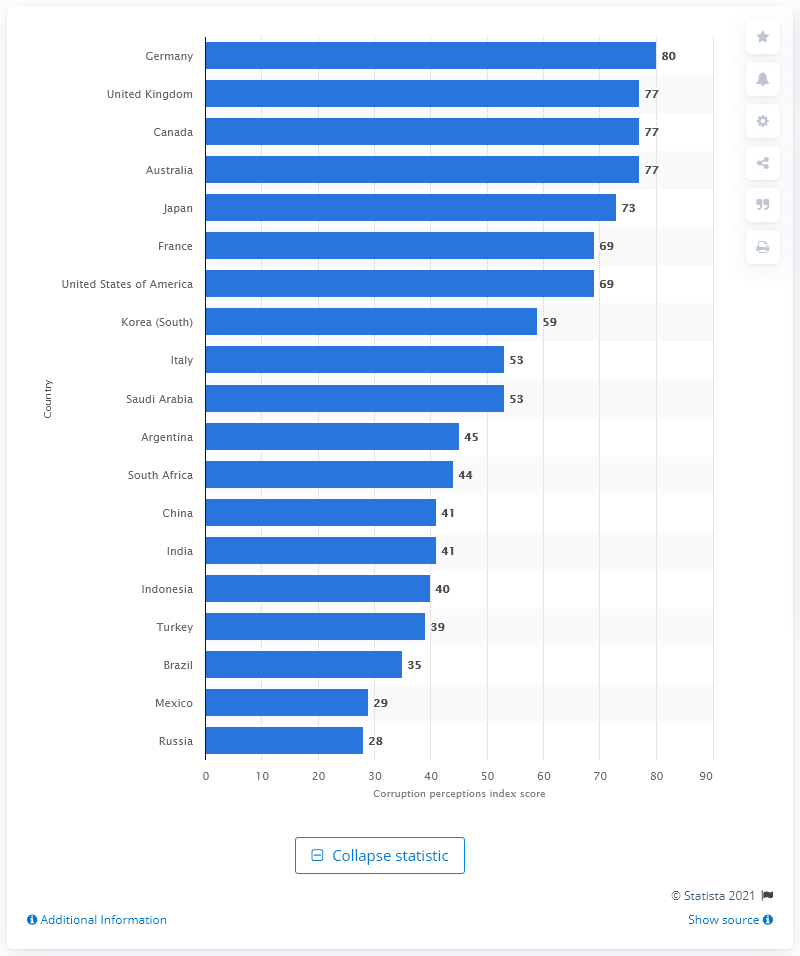 Germany 80
United Kingdom 77
Canada 77
Australia 77
Japan 73
France 69
United States of America 69
Korea (South) 59
Italy 53
Country
Saudi Arabia 53
Argentina 45
South Africa 44
China 41
India 41
Indonesia 40
Turkey 39
Brazil 35
Mexico 29
Russia 28
0 10 20 30 40 50 60 70 80 90
Corruption perceptions index score
Collapse statistic
© Statista 2021
Additional Information
Show source